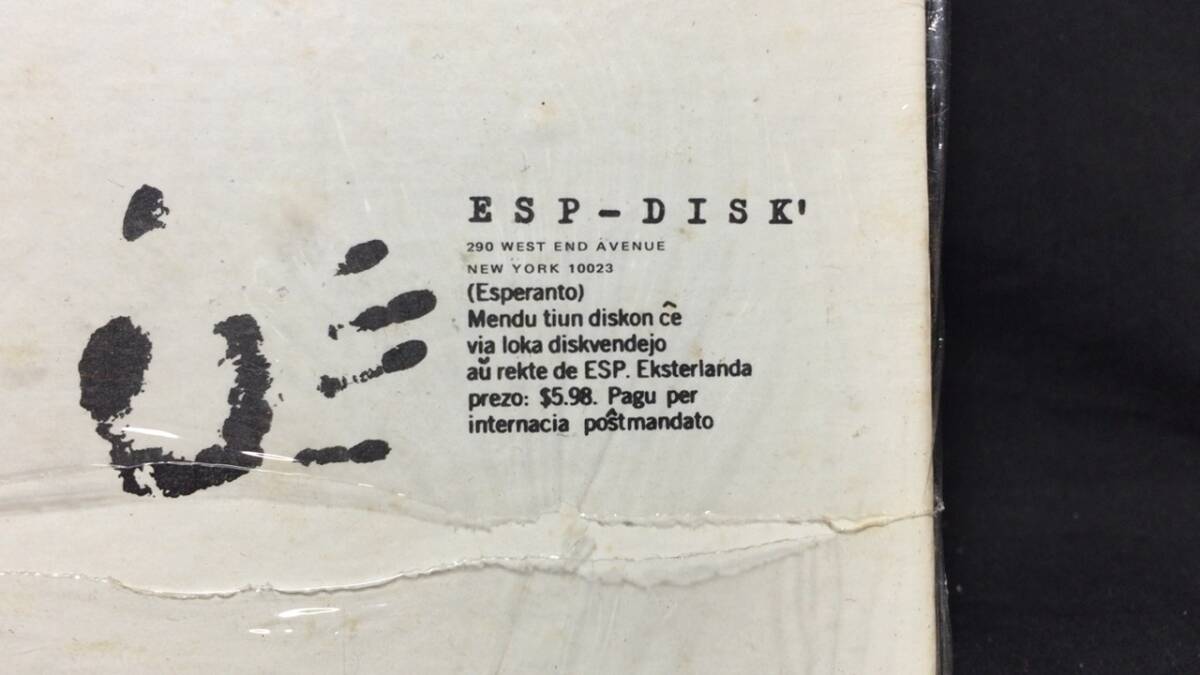 ESP-DISK'
290 WEST END AVENUE
NEW YORK 10023
(Esperanto)
Mendu tiun diskon ĉe
via loka diskvendejo
aŭ rekte de ESP. Eksterlanda
prezo: $5.98. Pagu per
internacia poŝtmandato